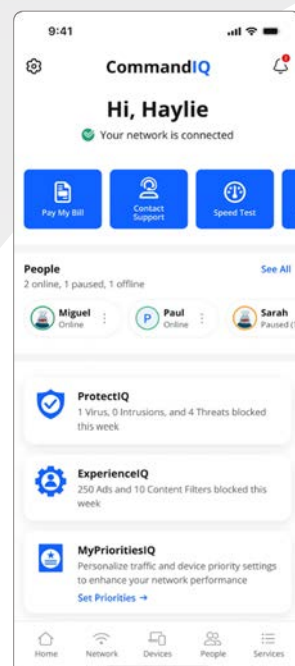 9:41
CommandIQ
Hi, Haylie
Your network is connected
Pay My Bill
Contact
Support
Speed Test
People
See All
2 online, 1 paused, 1 offline
Miguel
Online
P
Paul
Online
Sarah
Paused (1
ProtectIQ
1 Virus, 0 Intrusions, and 4 Threats blocked
this week
ExperienceIQ
250 Ads and 10 Content Filters blocked this
week
MyPrioritiesIQ
Personalize traffic and device priority settings
to enhance your network performance
Set Priorities →
Home
Network
Devices
People
Services